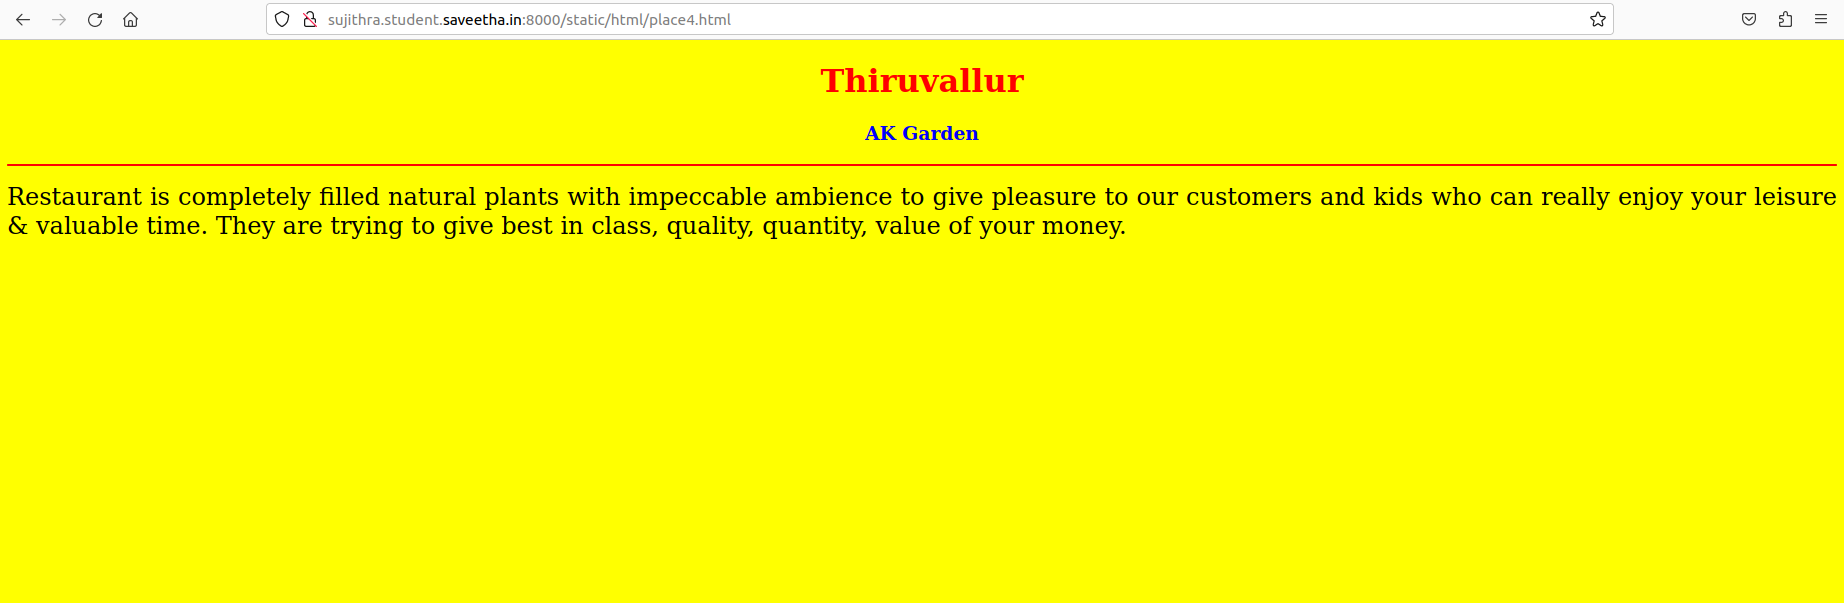 sujithra.student.saveetha.in:8000/static/html/place4.html
Thiruvallur
AK Garden
Restaurant is completely filled natural plants with impeccable ambience to give pleasure to our customers and kids who can really enjoy your leisure
& valuable time. They are trying to give best in class, quality, quantity, value of your money.